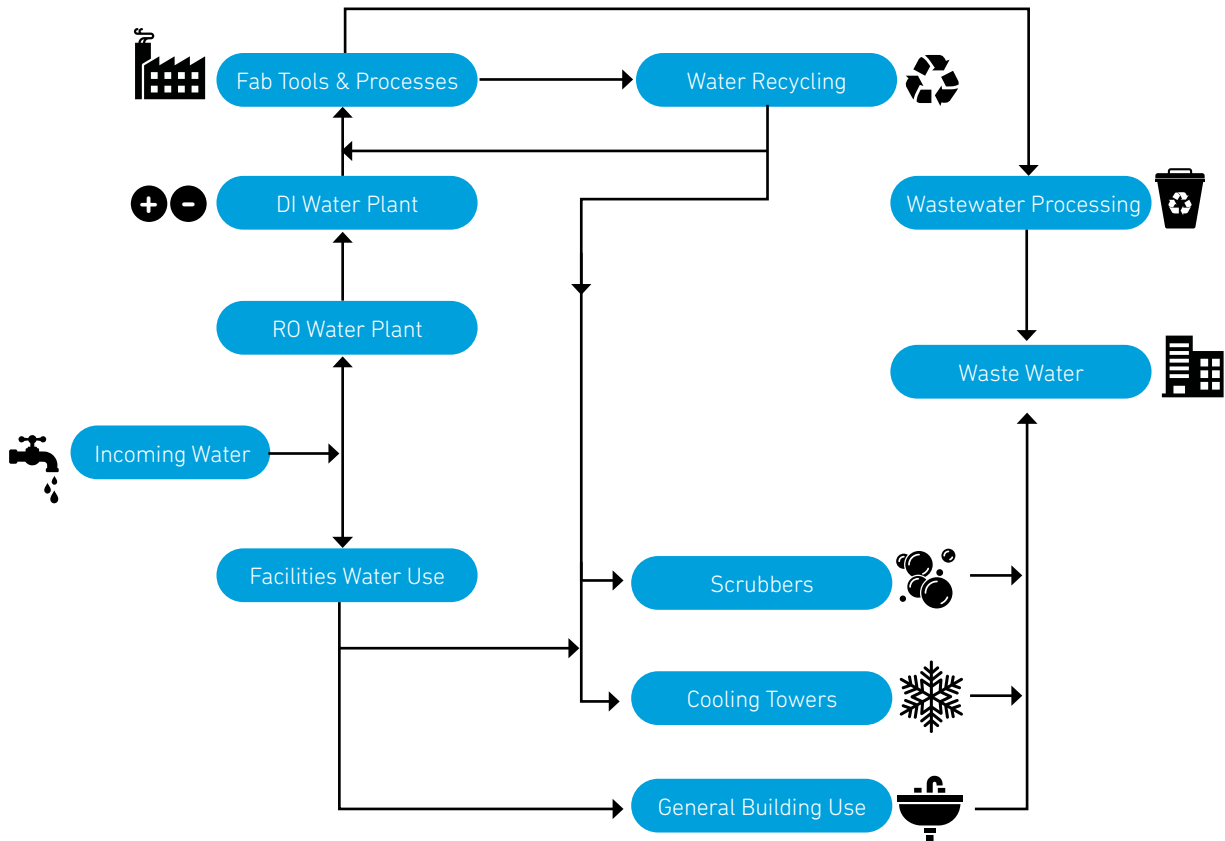 Fab Tools & Processes
Water Recycling
DI Water Plant
Wastewater Processing
RO Water Plant
Waste Water
Incoming Water
Facilities Water Use
Scrubbers
Cooling Towers
General Building Use